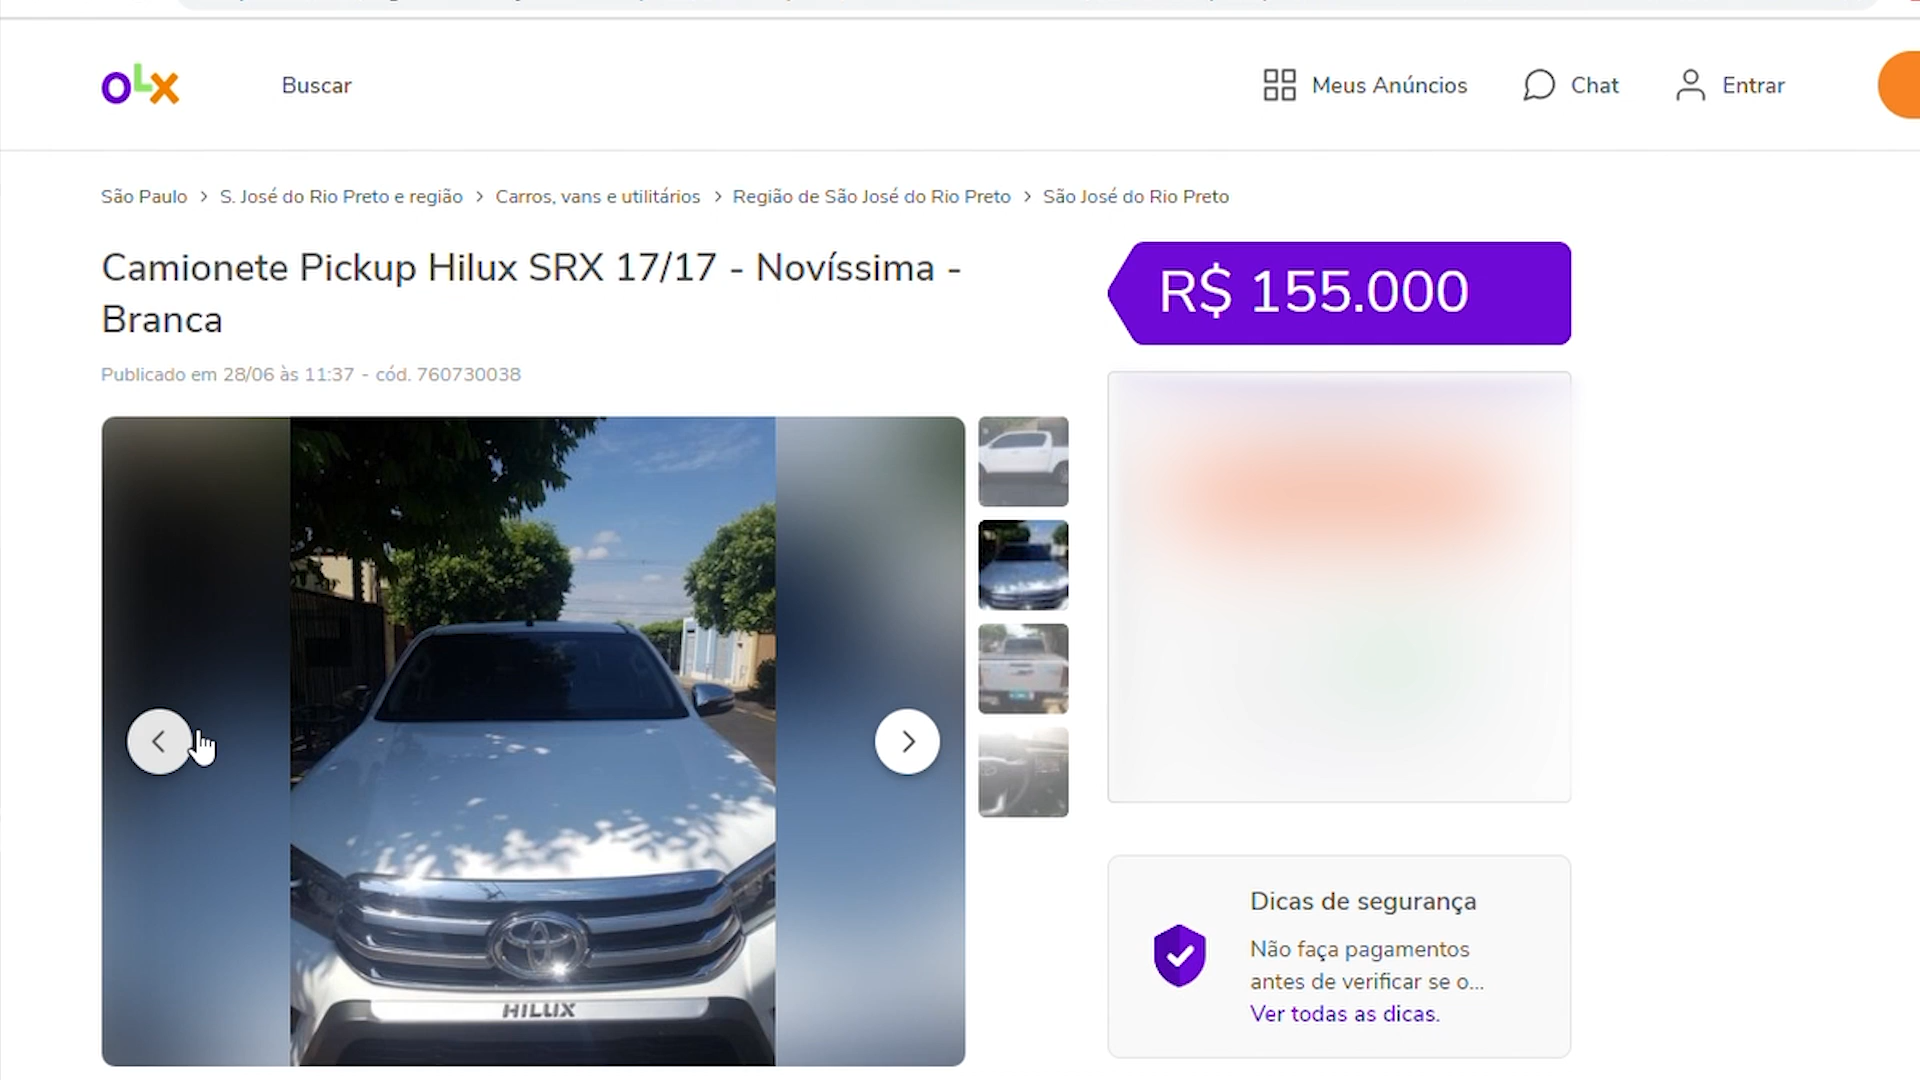 OLX
Buscar
Meus Anúncios
Chat
Entrar
São Paulo > S. José do Rio Preto e região > Carros, vans e utilitários > Região de São José do Rio Preto > São José do Rio Preto
Camionete Pickup Hilux SRX 17/17 - Novíssima -
Branca
Publicado em 28/06 às 11:37 - cód. 760730038
R$ 155.000
HILUX
Dicas de segurança
Não faça pagamentos
antes de verificar se o...
Ver todas as dicas.